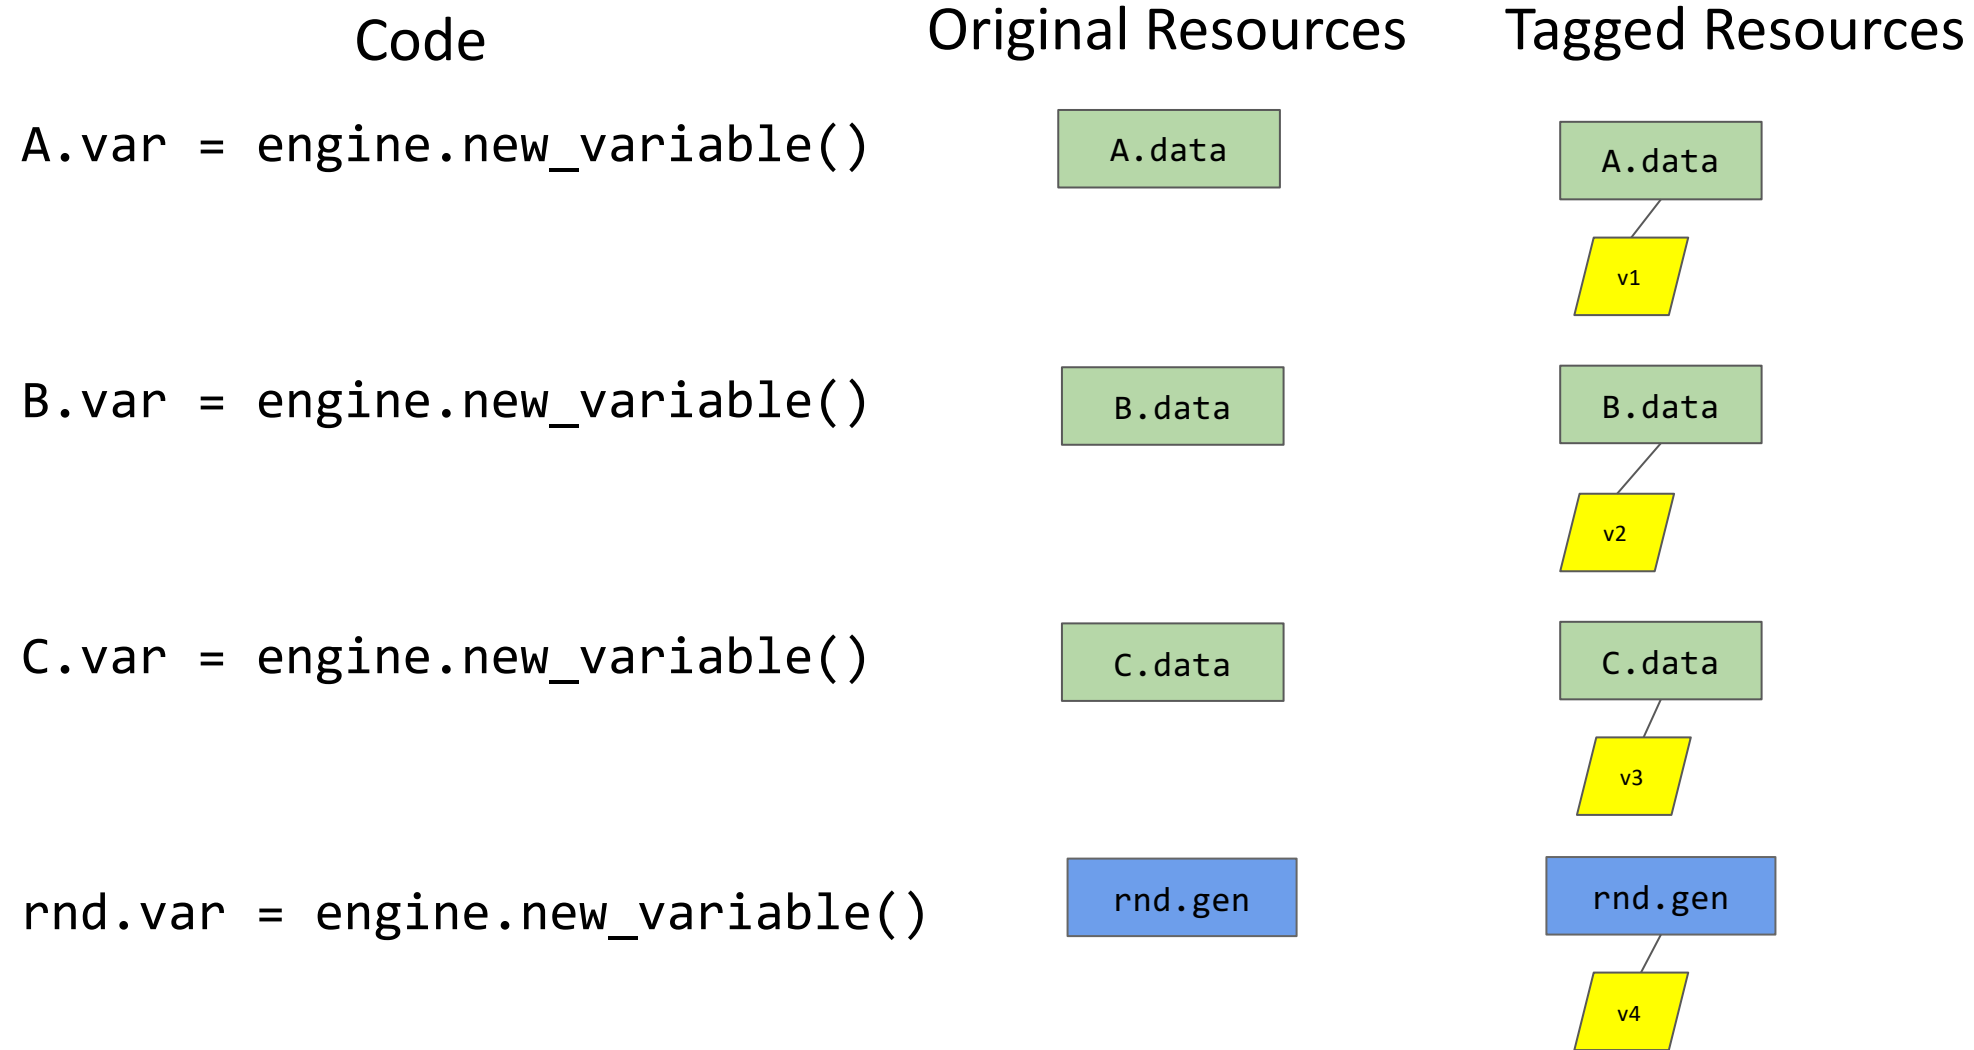 Code
Original Resources
Tagged Resources
A.var = engine.new_variable()
A.data
A.data
v1
B.var = engine.new_variable()
B.data
B.data
v2
C.var = engine.new_variable()
C.data
C.data
v3
rnd.var = engine.new_variable()
rnd.gen
rnd.gen
v4